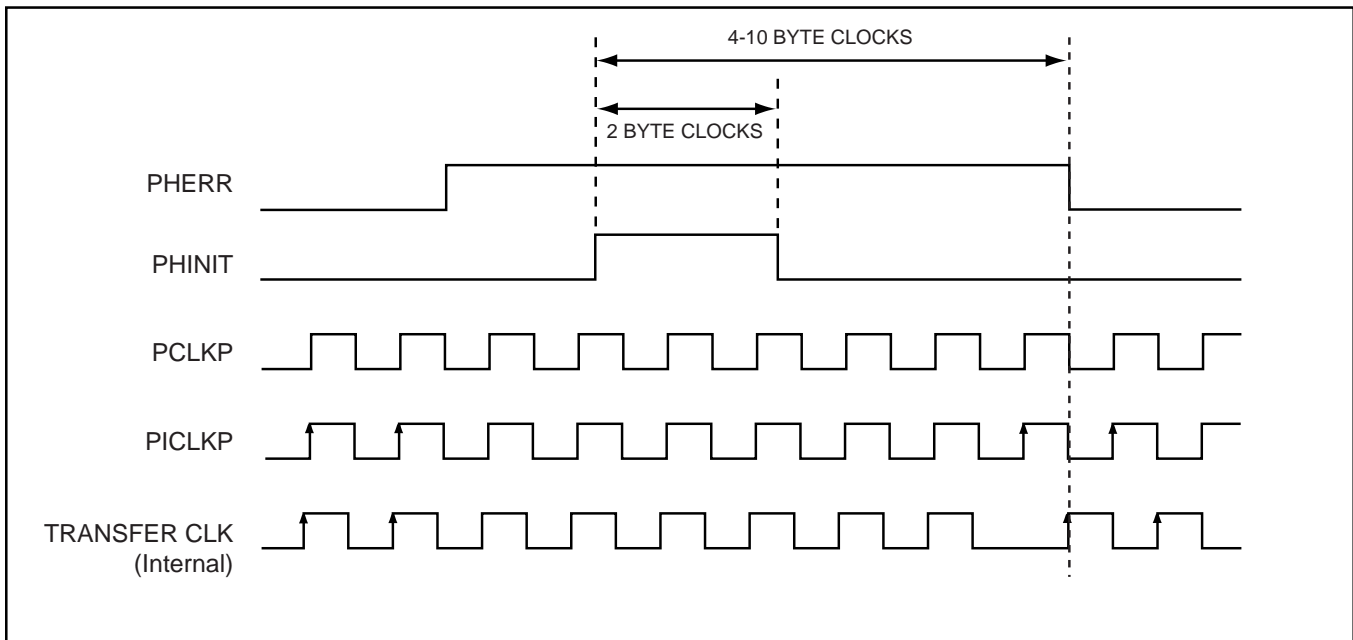 4-10 BYTE CLOCKS
2 BYTE CLOCKS
PHERR
PHINIT
PCLKP
PICLKP
TRANSFER CLK
(Internal)